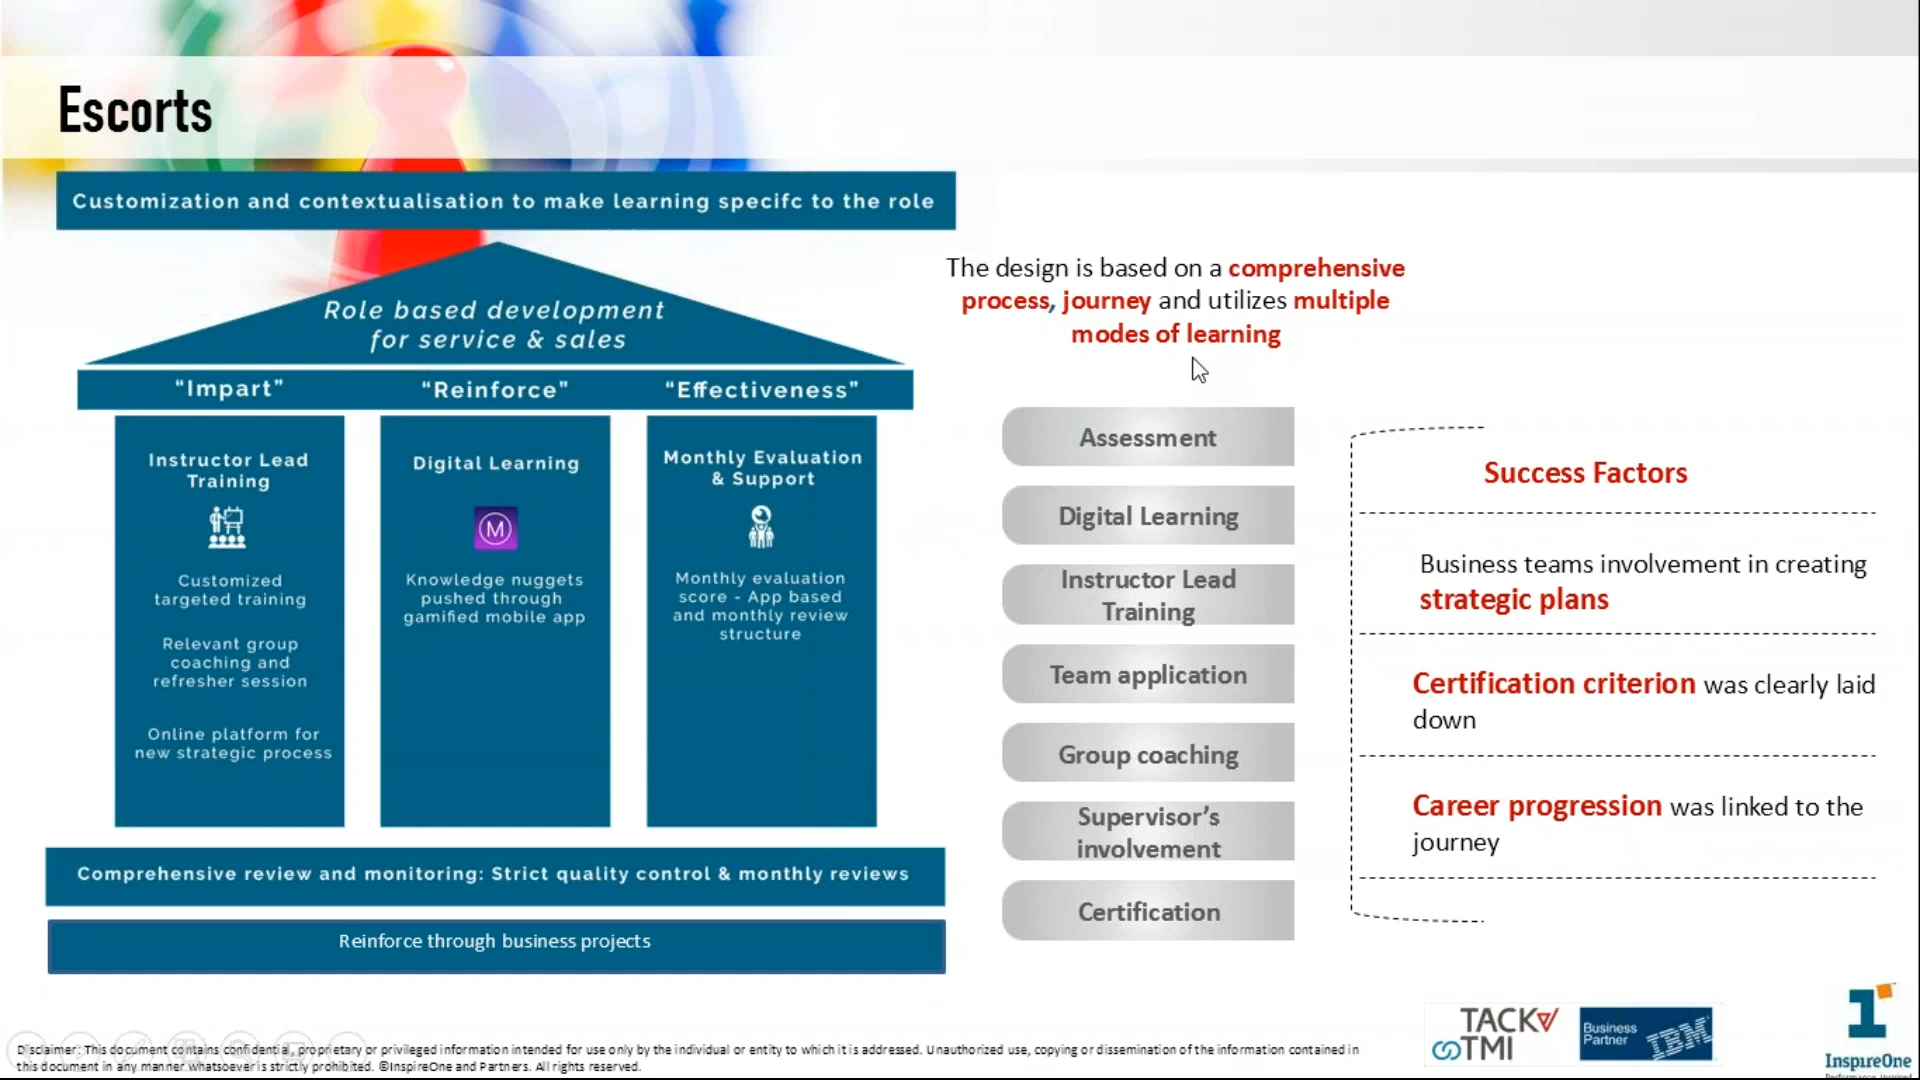 Escorts
Customization and contextualisation to make learning specifc to the role
Role based development
for service & sales
“Impart”
“Reinforce”
“Effectiveness”
Instructor Lead
Training
Customized
targeted training
Relevant group
coaching and
refresher session
Online platform for
new strategic process
Digital Learning
M
Knowledge nuggets
pushed through
gamified mobile app
Monthly Evaluation
& Support
Monthly evaluation
score - App based
and monthly review
structure
Comprehensive review and monitoring: Strict quality control & monthly reviews
Reinforce through business projects
The design is based on a comprehensive
process, journey and utilizes multiple
modes of learning
Assessment
Digital Learning
Instructor Lead
Training
Team application
Group coaching
Supervisor’s
involvement
Certification
Success Factors
Business teams involvement in creating
strategic plans
Certification criterion was clearly laid
down
Career progression was linked to the
journey
TACK
TMI
Business
Partner
IBM
InspireOne
Performance, inspired
Disclaimer: This document contains confidential, proprietary or privileged information intended for use only by the individual or entity to which it is addressed. Unauthorized use, copying or dissemination of the information contained in
this document in any manner whatsoever is strictly prohibited. ©InspireOne and Partners. All rights reserved.